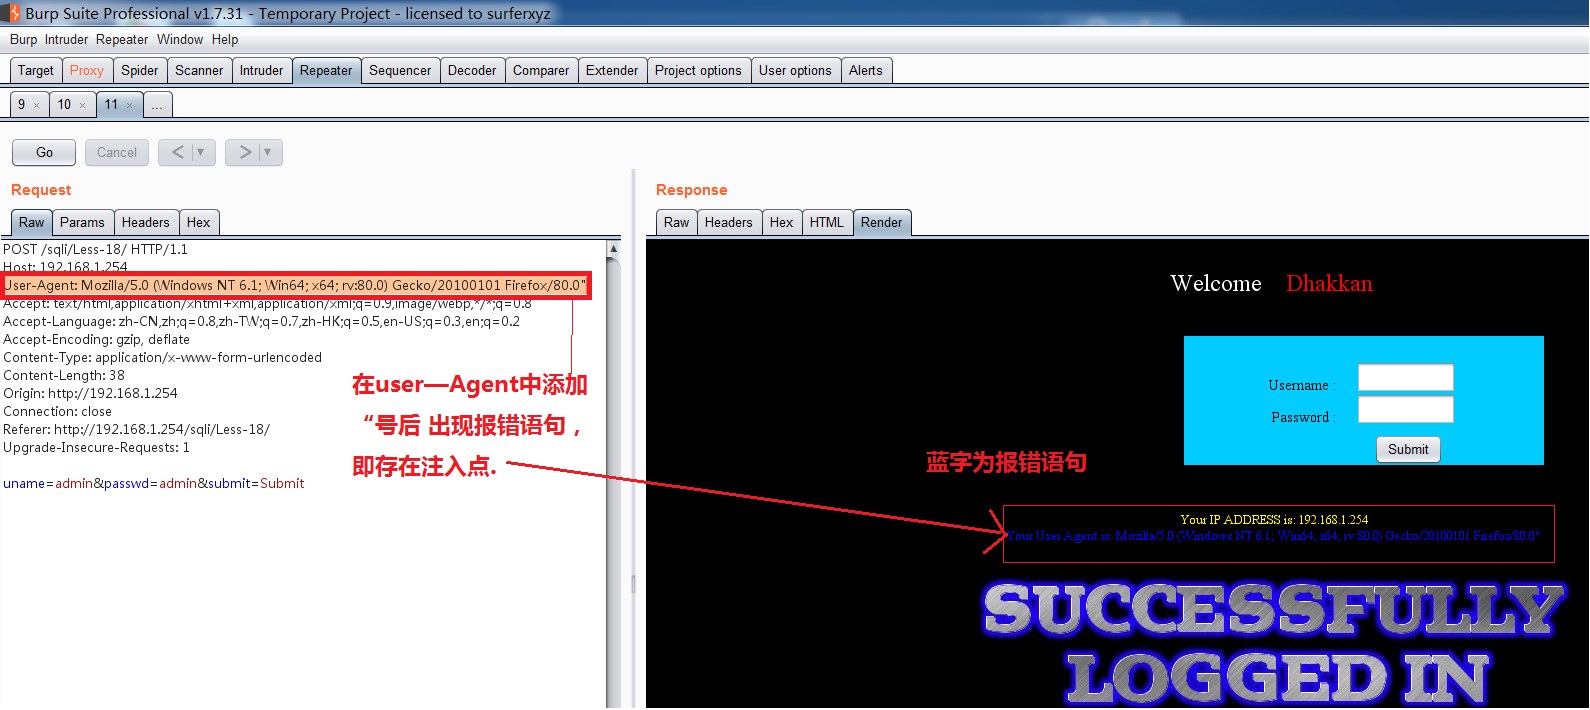 Burp Suite Professional v1.7.31 - Temporary Project - licensed to surferxyz
Burp Intruder Repeater Window Help
Target Proxy Spider Scanner Intruder Repeater Sequencer Decoder Comparer Extender Project options User options Alerts
9 × 10 × 11 × ...
Go Cancel < ▼ > ▼
Request
Raw Params Headers Hex
POST /sqli/Less-18/ HTTP/1.1
Host: 192.168.1.254
User-Agent: Mozilla/5.0 (Windows NT 6.1; Win64; x64; rv:80.0) Gecko/20100101 Firefox/80.0"
Accept: text/html,application/xhtml+xml,application/xml;q=0.9,image/webp,*/*;q=0.8
Accept-Language: zh-CN,zh;q=0.8,zh-TW;q=0.7,zh-HK;q=0.5,en-US;q=0.3,en;q=0.2
Accept-Encoding: gzip, deflate
Content-Type: application/x-www-form-urlencoded
Content-Length: 38
Origin: http://192.168.1.254
Connection: close
Referer: http://192.168.1.254/sqli/Less-18/
Upgrade-Insecure-Requests: 1
uname=admin&passwd=admin&submit=Submit
在user—Agent中添加
“号后 出现报错语句，
即存在注入点.
Response
Raw Headers Hex HTML Render
Welcome Dhakkan
Username :
Password :
Submit
蓝字为报错语句
Your IP ADDRESS is: 192.168.1.254
Your User Agent is: Mozilla/5.0 (Windows NT 6.1; Win64; x64; rv:80.0) Gecko/20100101 Firefox/80.0"
SUCCESSFULLY
LOGGED IN